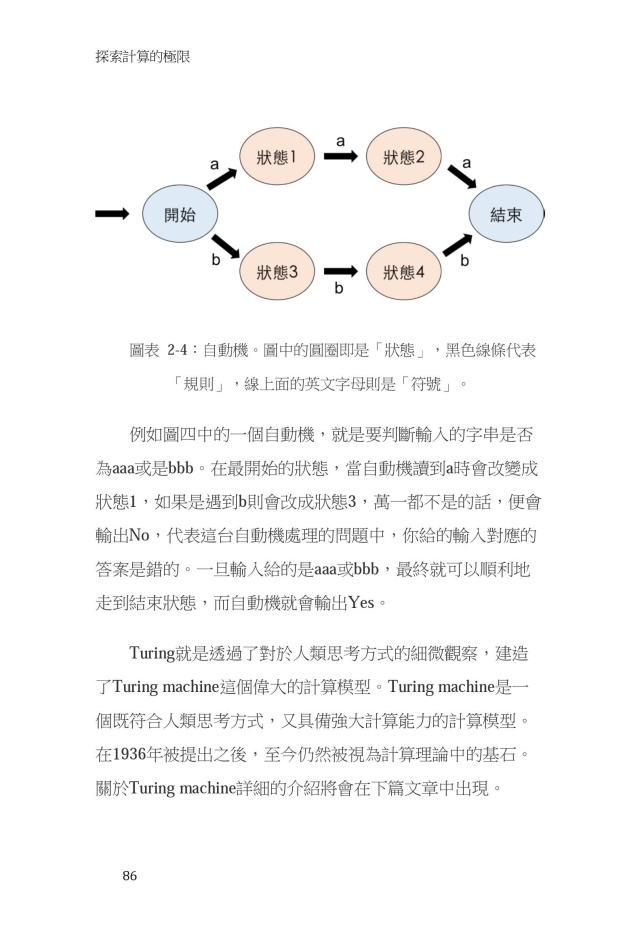 探索計算的極限
a
狀態1
a
狀態2
a
開始
結束
b
狀態3
b
狀態4
b
圖表 2-4：自動機。圖中的圓圈即是「狀態」，黑色線條代表
「規則」，線上面的英文字母則是「符號」。
例如圖四中的一個自動機，就是要判斷輸入的字串是否
為aaa或是bbb。在最開始的狀態，當自動機讀到a時會改變成
狀態1，如果是遇到b則會改成狀態3，萬一都不是的話，便會
輸出No，代表這台自動機處理的問題中，你給的輸入對應的
答案是錯的。一旦輸入給的是aaa或bbb，最終就可以順利地
走到結束狀態，而自動機就會輸出Yes。
Turing就是透過了對於人類思考方式的細微觀察，建造
了Turing machine這個偉大的計算模型。Turing machine是一
個既符合人類思考方式，又具備強大計算能力的計算模型。
在1936年被提出之後，至今仍然被視為計算理論中的基石。
關於Turing machine詳細的介紹將會在下篇文章中出現。
86